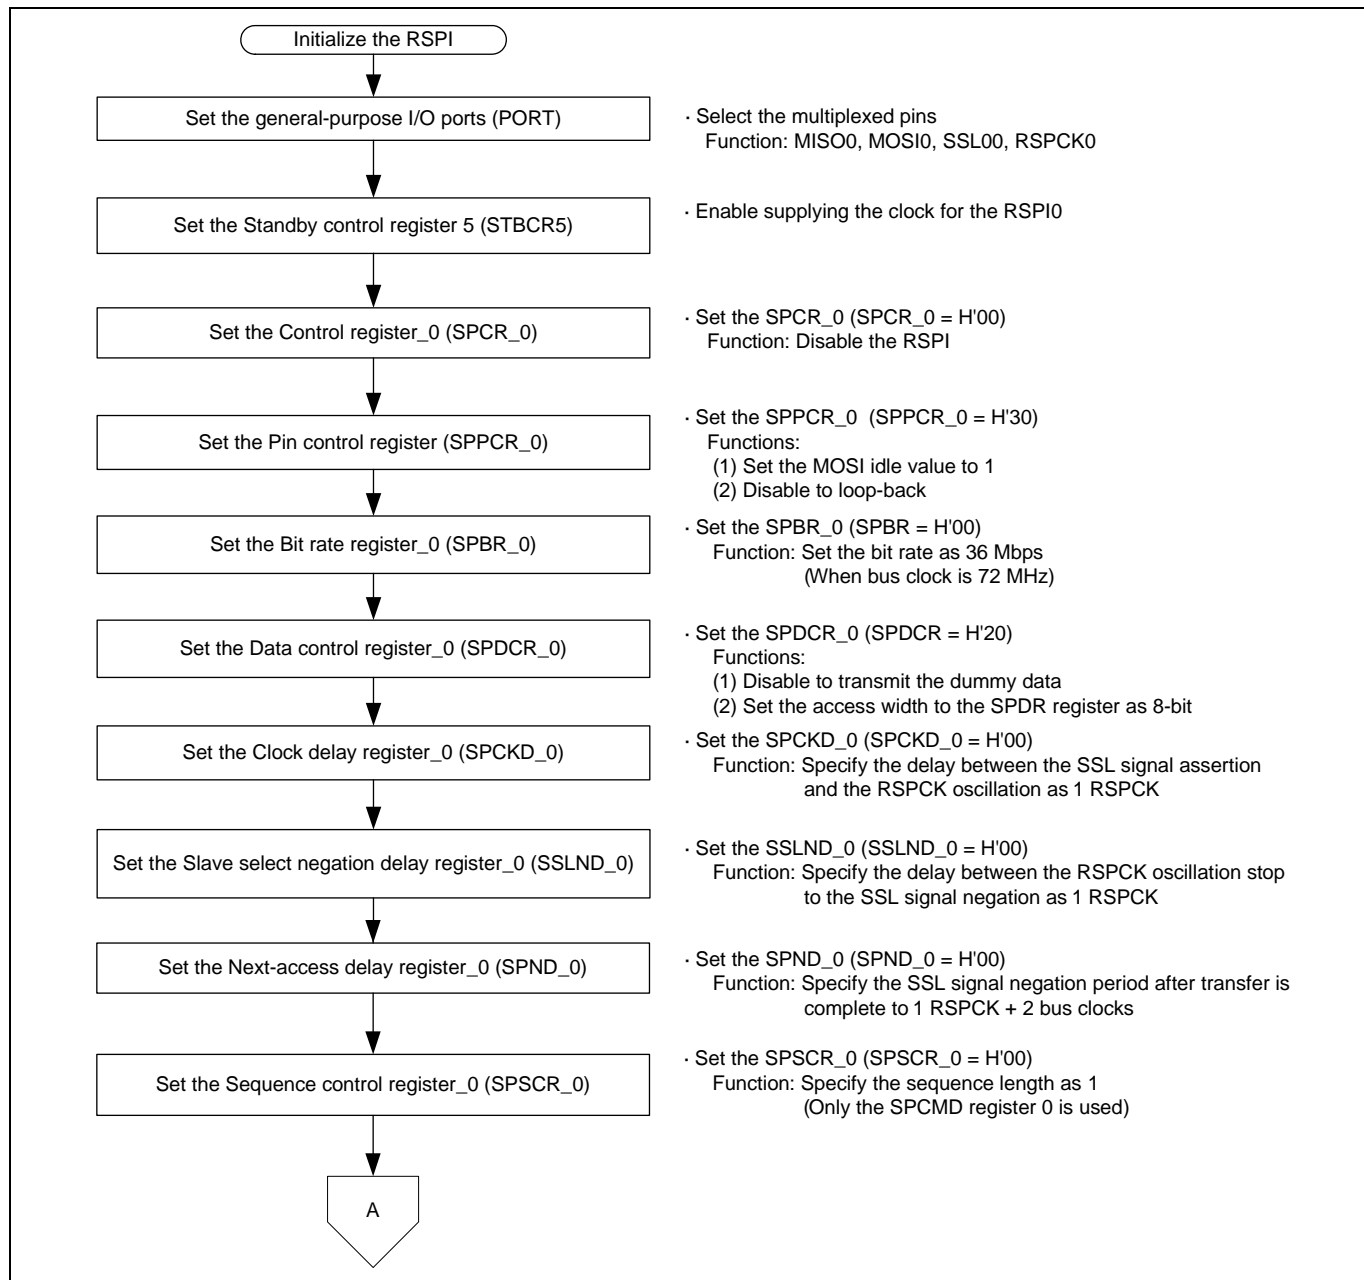 Initialize the RSPI
Set the general-purpose I/O ports (PORT)
· Select the multiplexed pins
Function: MISO0, MOSI0, SSL00, RSPCK0
Set the Standby control register 5 (STBCR5)
· Enable supplying the clock for the RSPI0
Set the Control register_0 (SPCR_0)
· Set the SPCR_0 (SPCR_0 = H'00)
Function: Disable the RSPI
Set the Pin control register (SPPCR_0)
· Set the SPPCR_0 (SPPCR_0 = H'30)
Functions:
(1) Set the MOSI idle value to 1
(2) Disable to loop-back
Set the Bit rate register_0 (SPBR_0)
· Set the SPBR_0 (SPBR = H'00)
Function: Set the bit rate as 36 Mbps
(When bus clock is 72 MHz)
Set the Data control register_0 (SPDCR_0)
· Set the SPDCR_0 (SPDCR = H'20)
Functions:
(1) Disable to transmit the dummy data
(2) Set the access width to the SPDR register as 8-bit
Set the Clock delay register_0 (SPCKD_0)
· Set the SPCKD_0 (SPCKD_0 = H'00)
Function: Specify the delay between the SSL signal assertion
and the RSPCK oscillation as 1 RSPCK
Set the Slave select negation delay register_0 (SSLND_0)
· Set the SSLND_0 (SSLND_0 = H'00)
Function: Specify the delay between the RSPCK oscillation stop
to the SSL signal negation as 1 RSPCK
Set the Next-access delay register_0 (SPND_0)
· Set the SPND_0 (SPND_0 = H'00)
Function: Specify the SSL signal negation period after transfer is
complete to 1 RSPCK + 2 bus clocks
Set the Sequence control register_0 (SPSCR_0)
· Set the SPSCR_0 (SPSCR_0 = H'00)
Function: Specify the sequence length as 1
(Only the SPCMD register 0 is used)
A